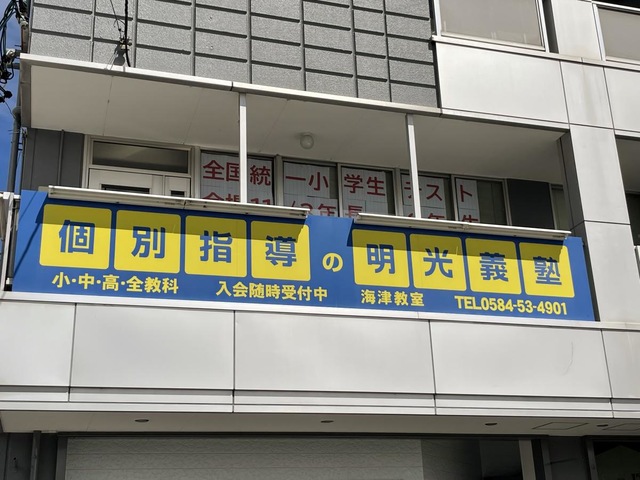 全国統一小学生テスト
個別指導の明光義塾
小・中・高・全教科 入会随時受付中 海津教室 TEL0584-53-4901